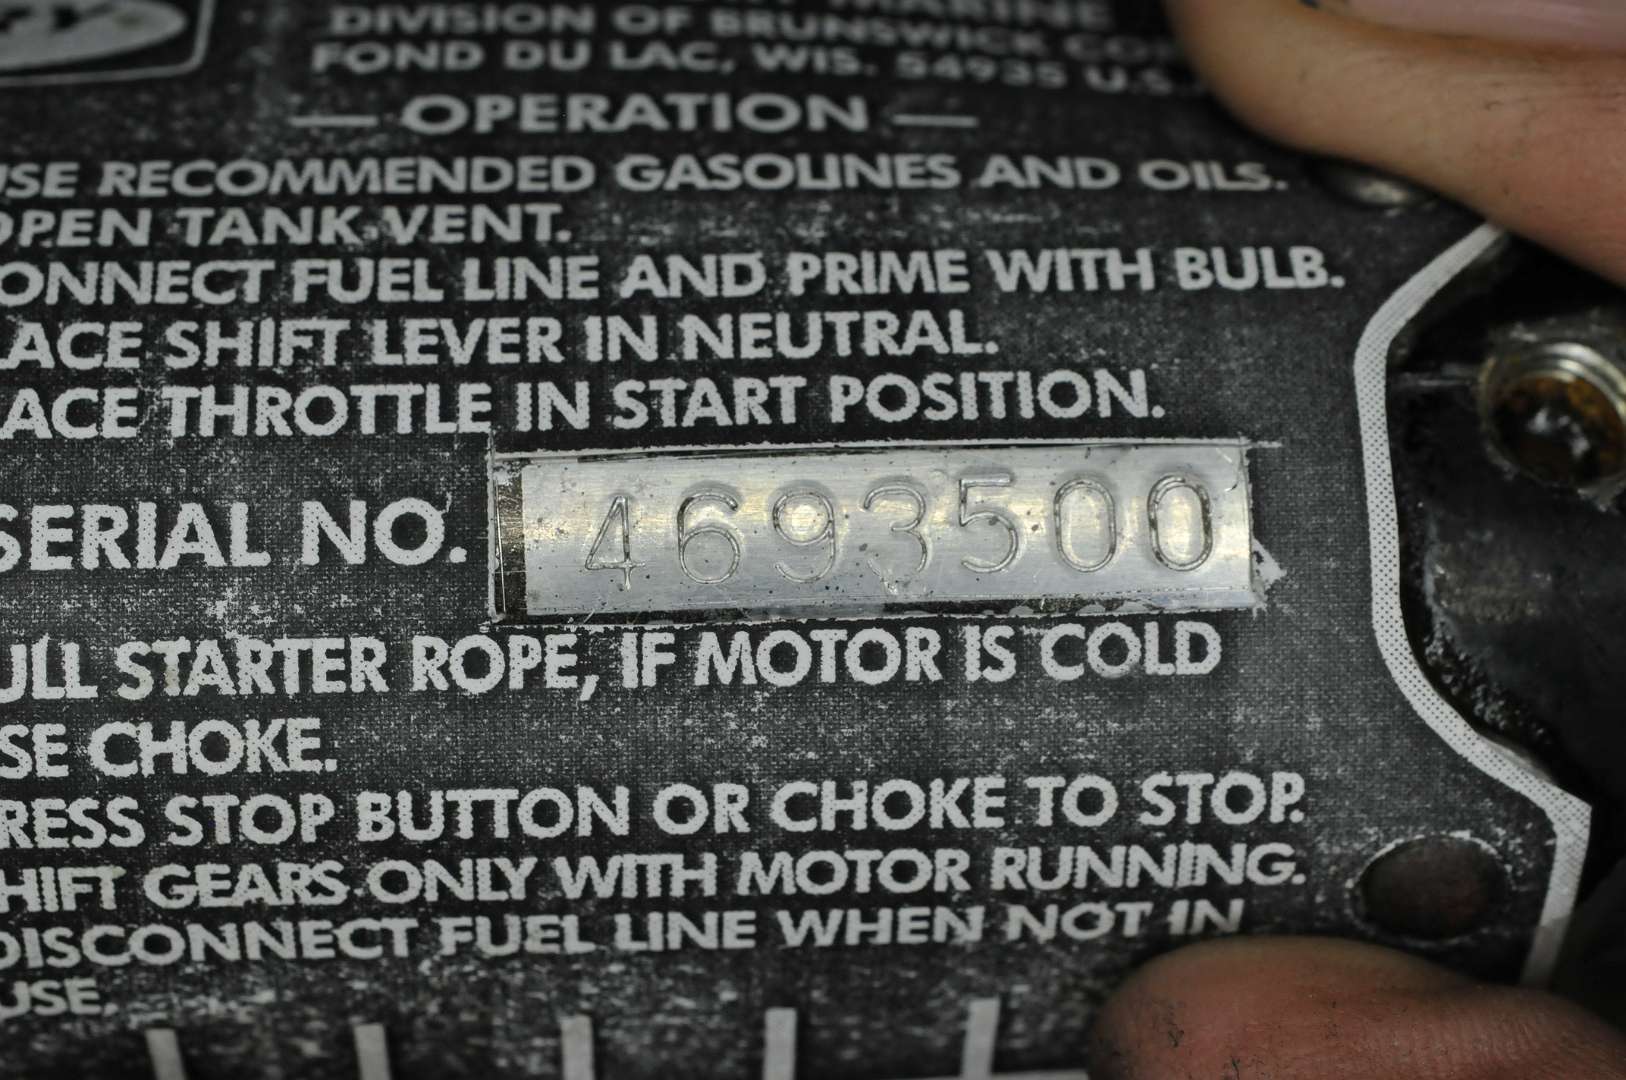 MARINE
DIVISION OF BRUNSWICK
FOND DU LAC, WIS. 54935 U.S.
— OPERATION —
USE RECOMMENDED GASOLINES AND OILS.
OPEN TANK VENT.
ONNECT FUEL LINE AND PRIME WITH BULB.
LACE SHIFT LEVER IN NEUTRAL.
LACE THROTTLE IN START POSITION.
SERIAL NO. 4693500
ULL STARTER ROPE, IF MOTOR IS COLD
SE CHOKE.
RESS STOP BUTTON OR CHOKE TO STOP.
HIFT GEARS ONLY WITH MOTOR RUNNING.
DISCONNECT FUEL LINE WHEN NOT IN
USE.